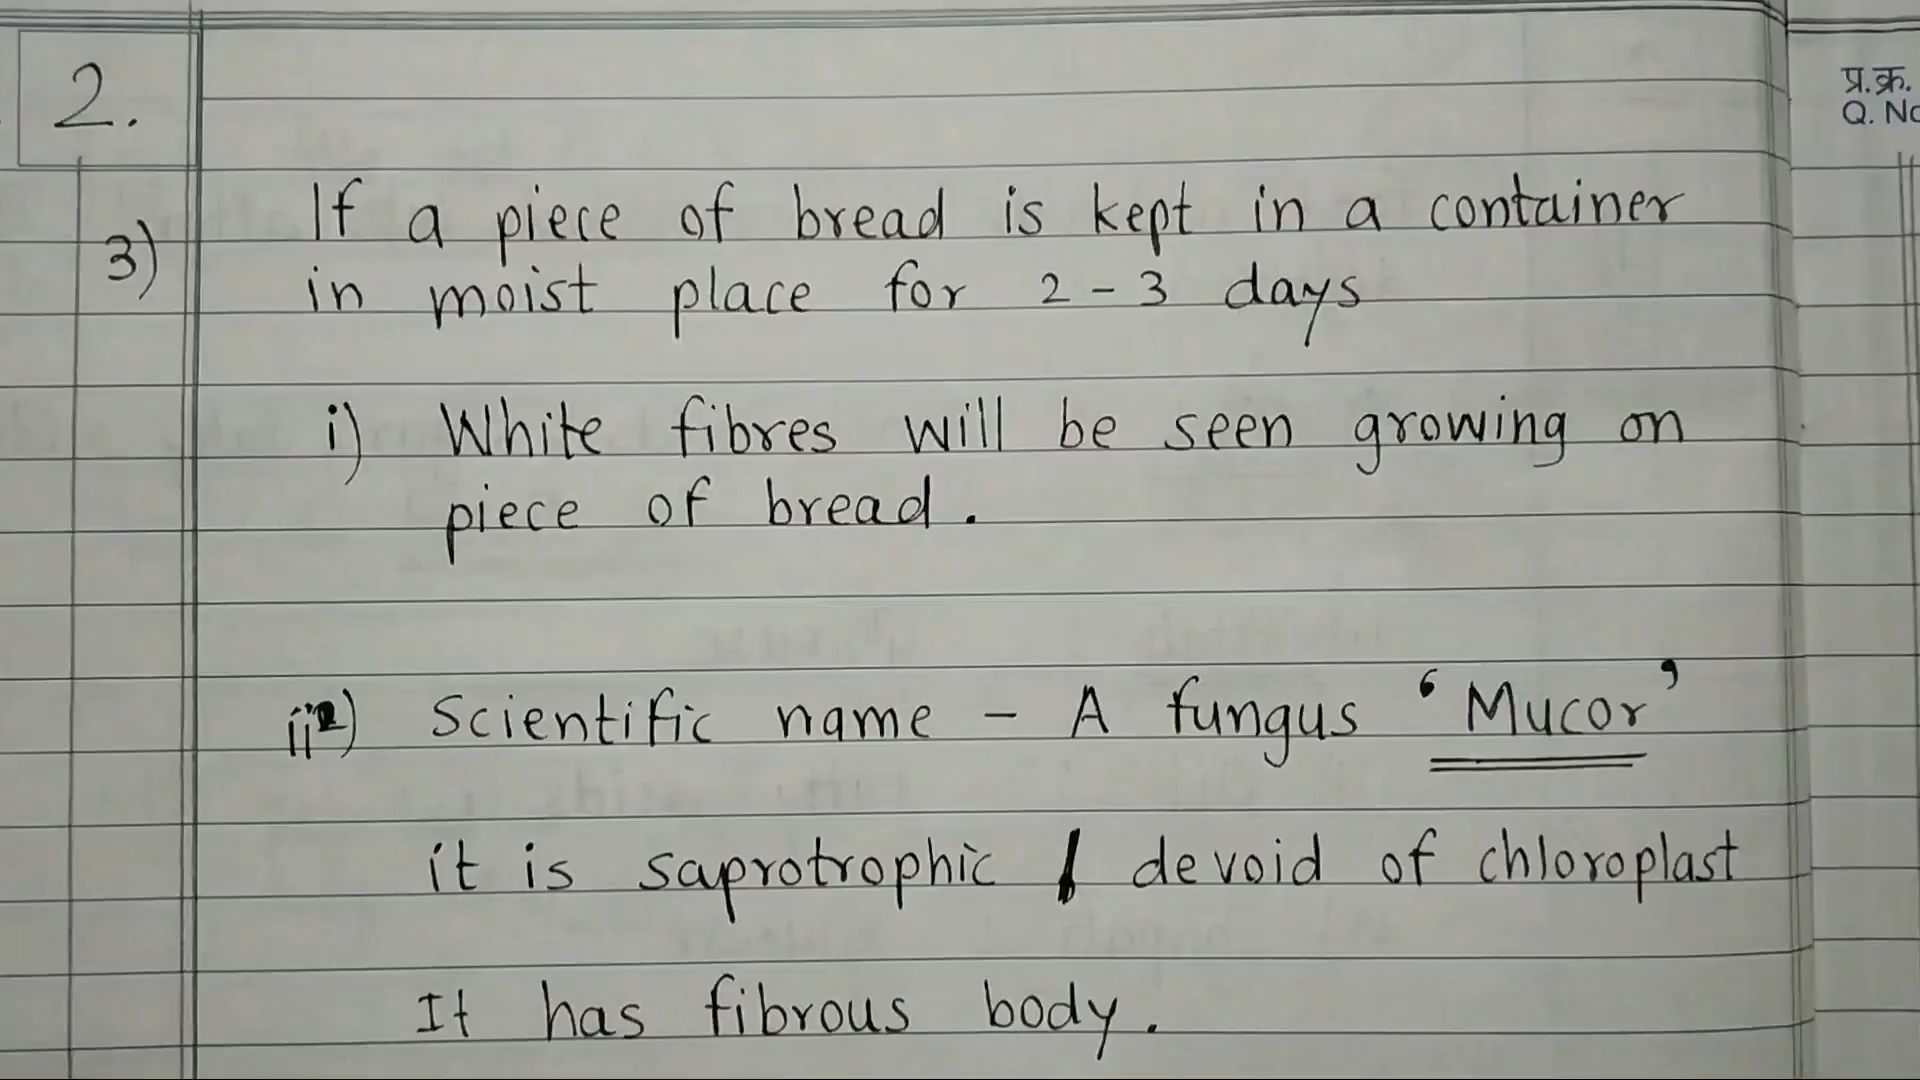 2.
प्र.क्र.
Q. No
3) If a piece of bread is kept in a container
in moist place for 2 - 3 days
i) White fibres will be seen growing on
piece of bread.
ii) Scientific name - A fungus ‘Mucor’
it is saprotrophic / devoid of chloroplast
It has fibrous body.